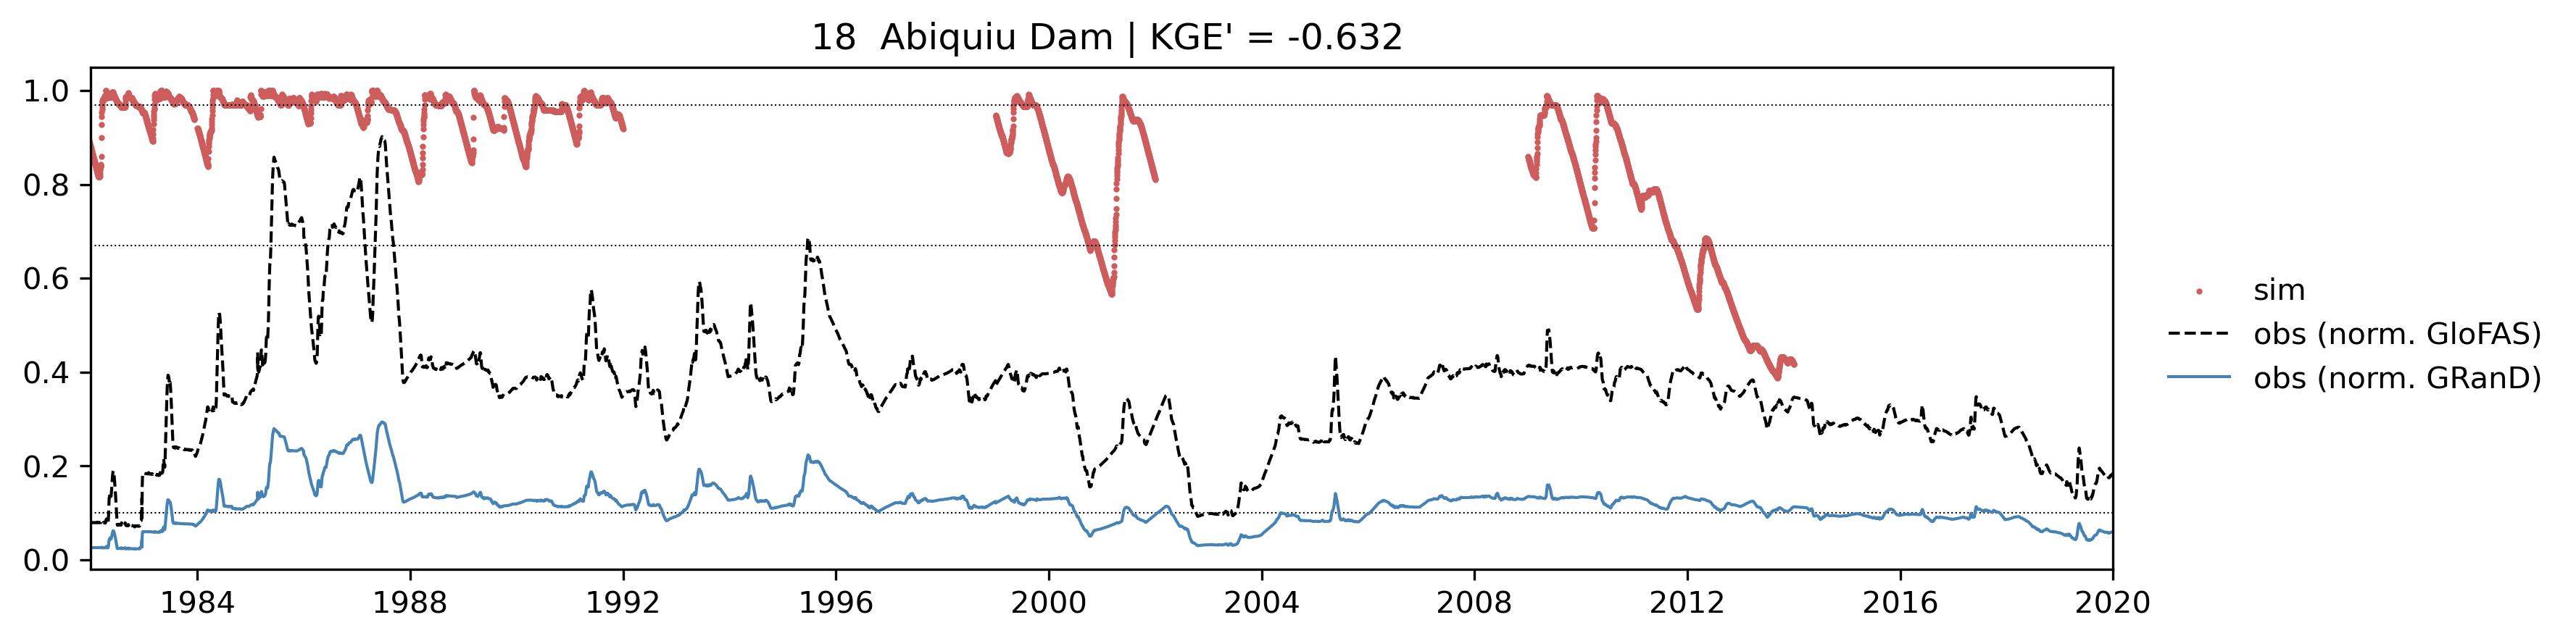 18  Abiquiu Dam | KGE' = -0.632
1.0
0.8
0.6
0.4
0.2
0.0
1984 1988 1992 1996 2000 2004 2008 2012 2016 2020
sim
obs (norm. GloFAS)
obs (norm. GRanD)